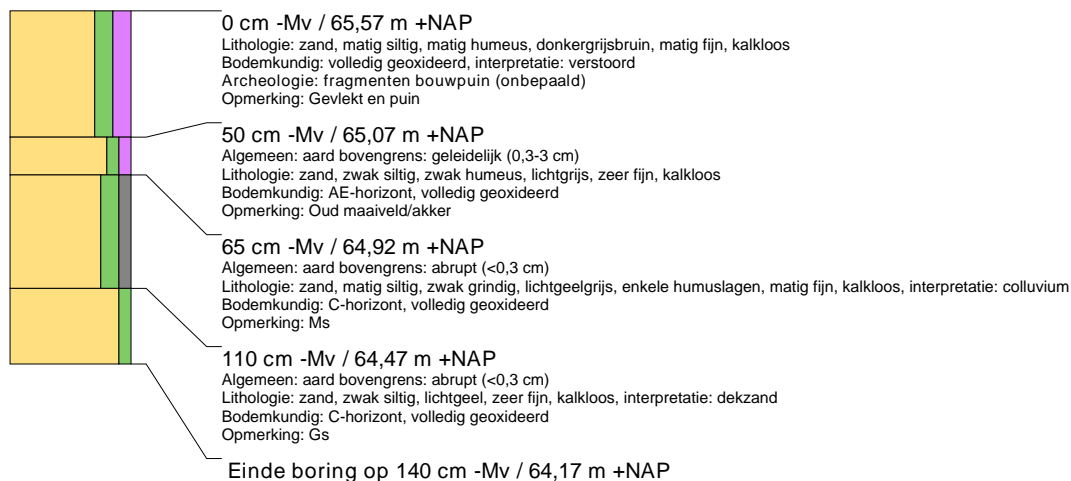 0 cm -Mv / 65,57 m +NAP
Lithologie: zand, matig siltig, matig humeus, donkergrijsbruin, matig fijn, kalkloos
Bodemkundig: volledig geoxideerd, interpretatie: verstoord
Archeologie: fragmenten bouwpuin (onbepaald)
Opmerking: Gevlekt en puin
50 cm -Mv / 65,07 m +NAP
Algemeen: aard bovengrens: geleidelijk (0,3-3 cm)
Lithologie: zand, zwak siltig, zwak humeus, lichtgrijs, zeer fijn, kalkloos
Bodemkundig: AE-horizont, volledig geoxideerd
Opmerking: Oud maaiveld/akker
65 cm -Mv / 64,92 m +NAP
Algemeen: aard bovengrens: abrupt (<0,3 cm)
Lithologie: zand, matig siltig, zwak grindig, lichtgeelgrijs, enkele humuslagen, matig fijn, kalkloos, interpretatie: colluvium
Bodemkundig: C-horizont, volledig geoxideerd
Opmerking: Ms
110 cm -Mv / 64,47 m +NAP
Algemeen: aard bovengrens: abrupt (<0,3 cm)
Lithologie: zand, zwak siltig, lichtgeel, zeer fijn, kalkloos, interpretatie: dekzand
Bodemkundig: C-horizont, volledig geoxideerd
Opmerking: Gs
Einde boring op 140 cm -Mv / 64,17 m +NAP